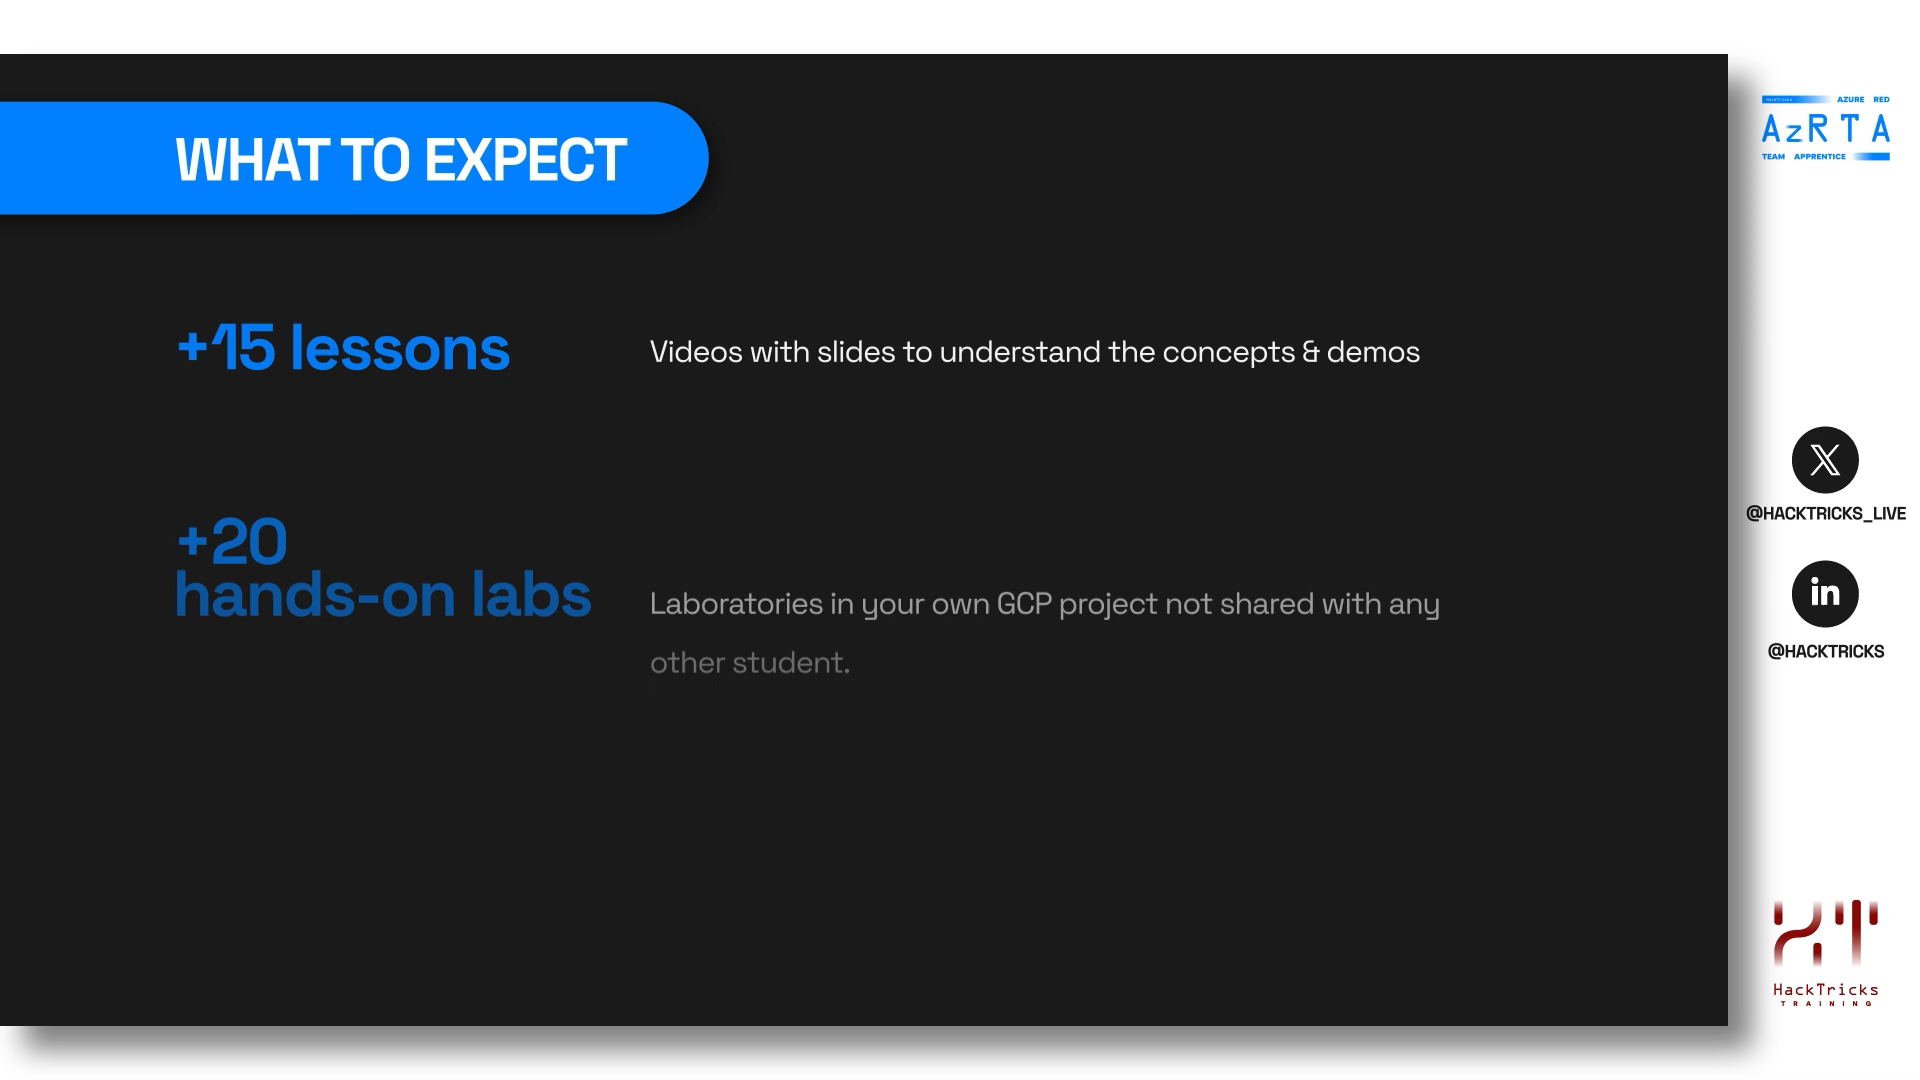 WHAT TO EXPECT
+15 lessons
Videos with slides to understand the concepts & demos
+20
hands-on labs
Laboratories in your own GCP project not shared with any
other student.
HackTricks
AZURE RED
AzRTA
TEAM APPRENTICE
@HACKTRICKS_LIVE
in
@HACKTRICKS
HackTricks
TRAINING